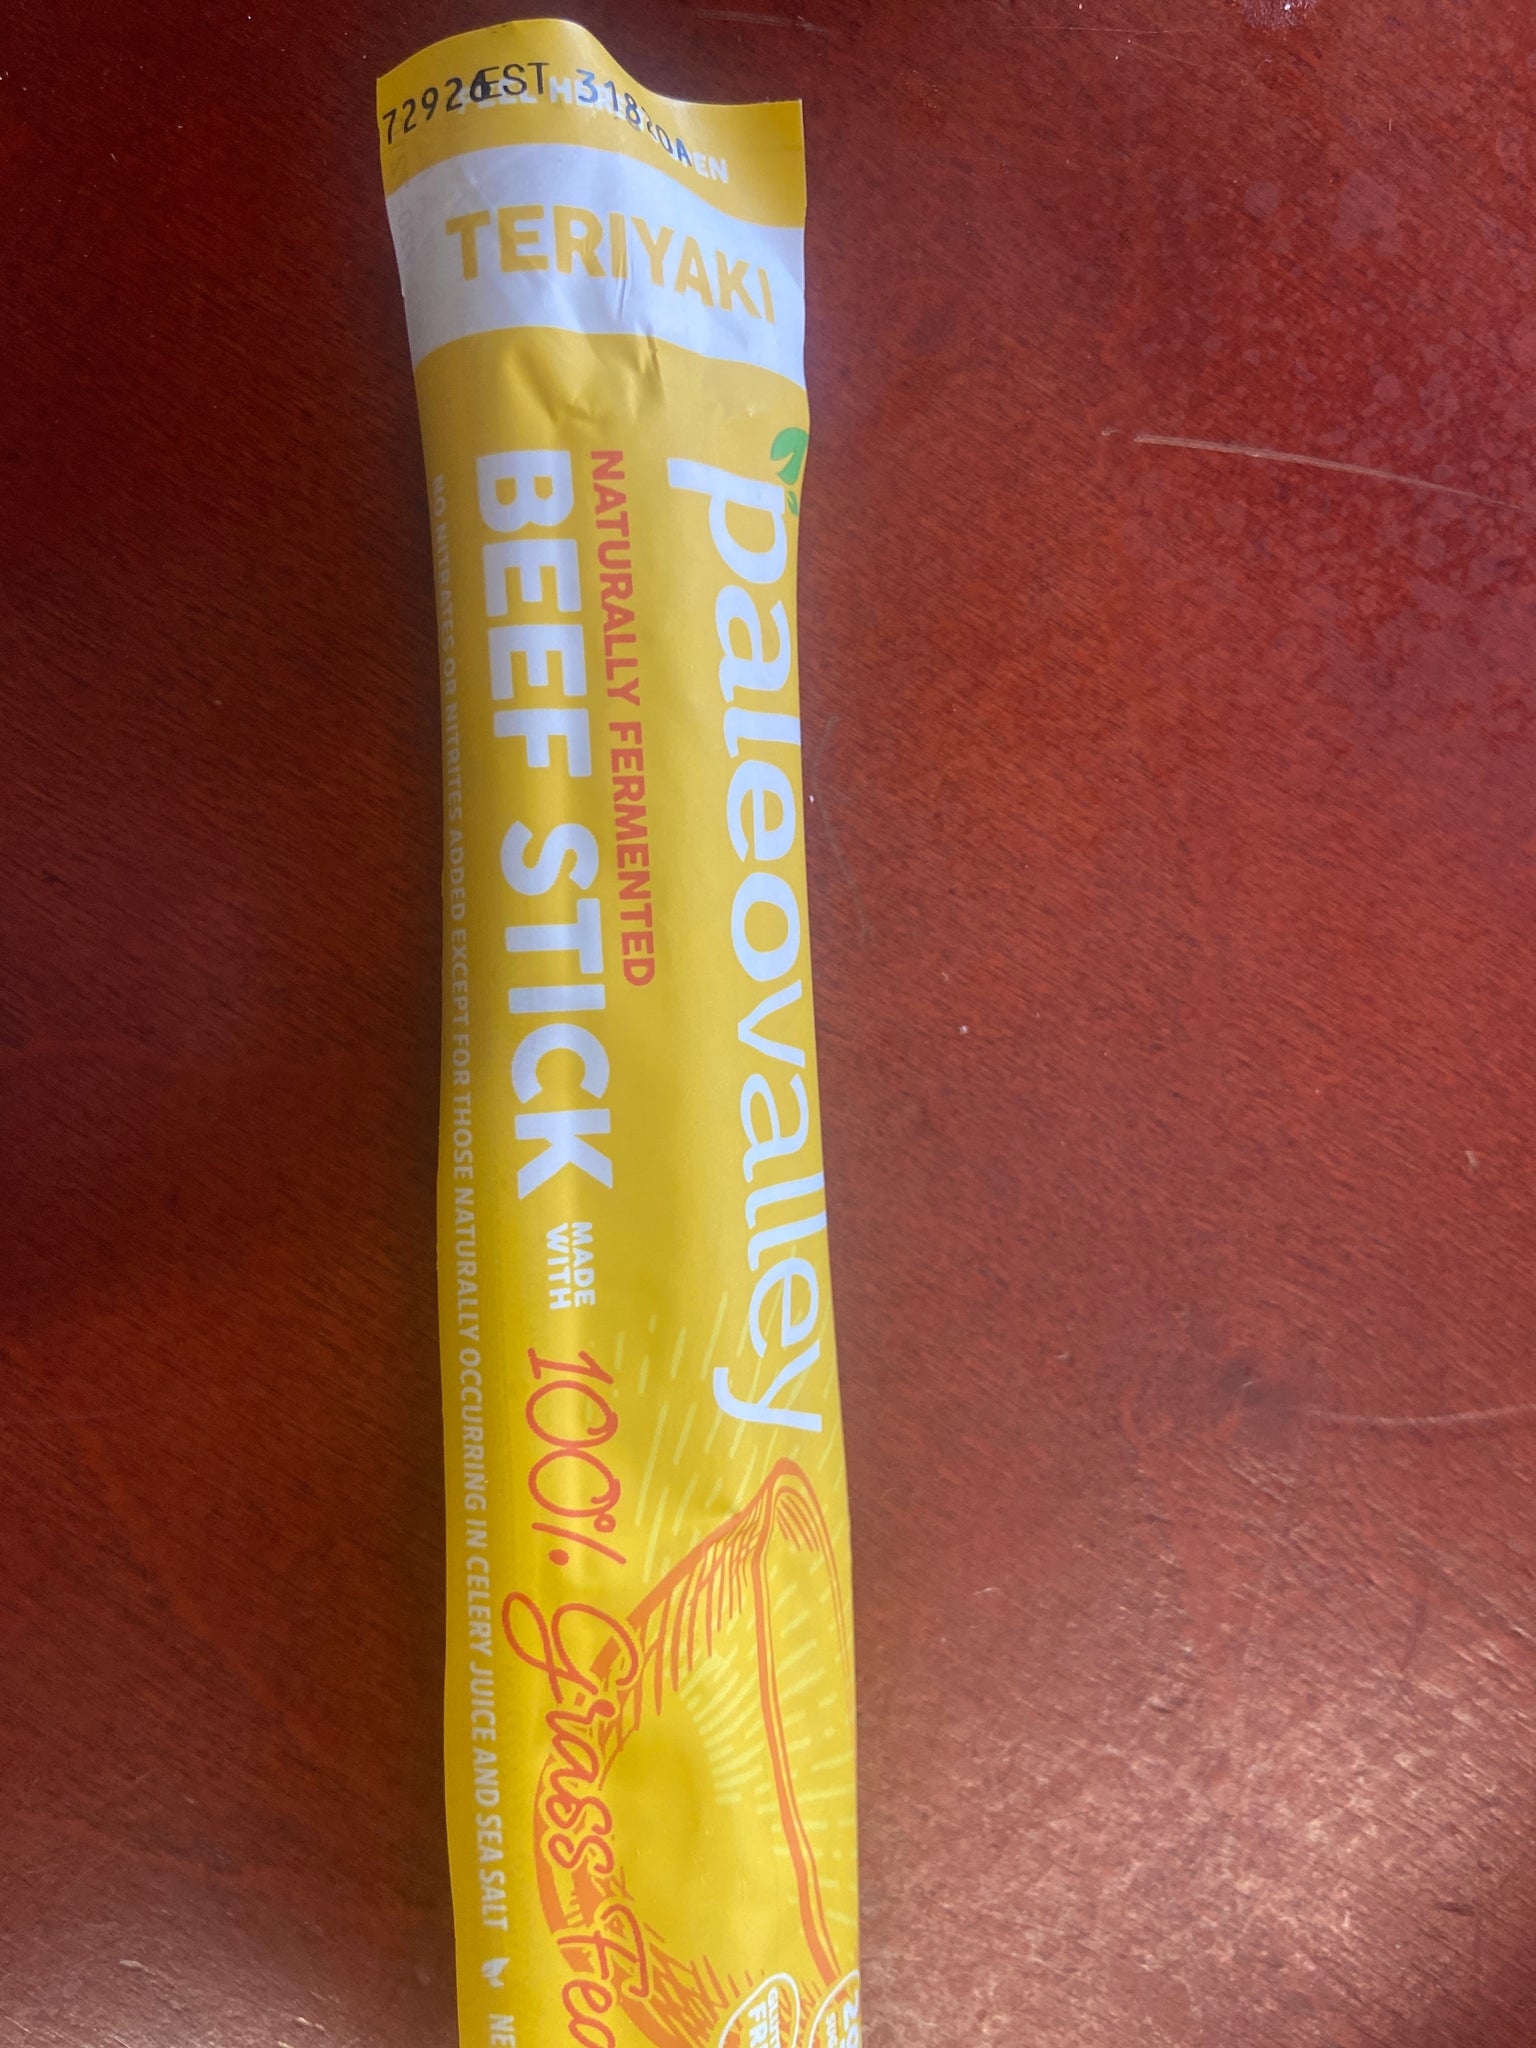 72926EST 31820A
TERIYAKI
paleovalley
NATURALLY FERMENTED
BEEF STICK
MADE
WITH
100% Grass Fed
NO NITRATES OR NITRITES ADDED EXCEPT FOR THOSE NATURALLY OCCURRING IN CELERY JUICE AND SEA SALT